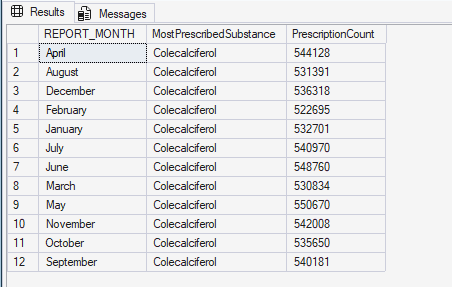 Results Messages
REPORT_MONTH MostPrescribedSubstance PrescriptionCount
1 April Colecalciferol 544128
2 August Colecalciferol 531391
3 December Colecalciferol 536318
4 February Colecalciferol 522695
5 January Colecalciferol 532701
6 July Colecalciferol 540970
7 June Colecalciferol 548760
8 March Colecalciferol 530834
9 May Colecalciferol 550670
10 November Colecalciferol 542008
11 October Colecalciferol 535650
12 September Colecalciferol 540181